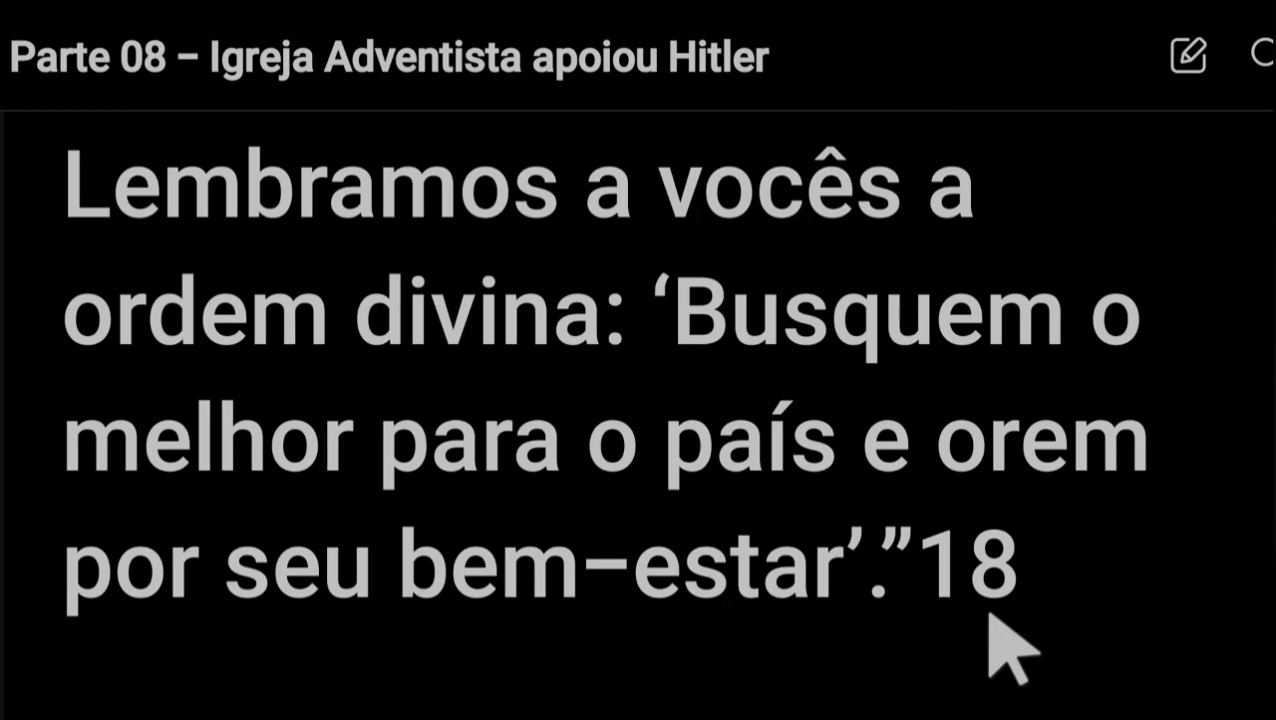 Parte 08 – Igreja Adventista apoiou Hitler
Lembramos a vocês a
ordem divina: ‘Busquem o
melhor para o país e orem
por seu bem–estar’.”18